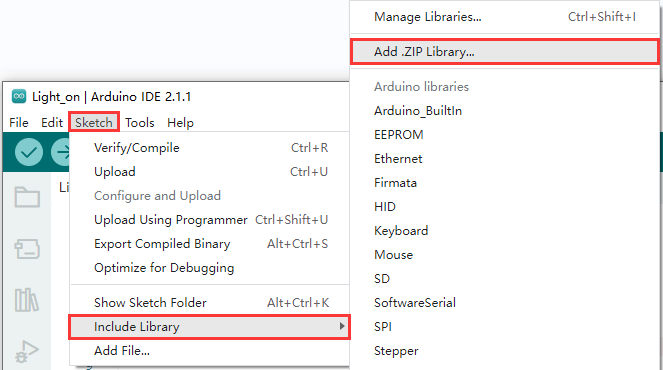 Manage Libraries... Ctrl+Shift+I
Add .ZIP Library...
Arduino libraries
Arduino_BuiltIn
EEPROM
Ethernet
Firmata
HID
Keyboard
Mouse
SD
SoftwareSerial
SPI
Stepper
Light_on | Arduino IDE 2.1.1
File Edit Sketch Tools Help
Verify/Compile Ctrl+R
Upload Ctrl+U
Configure and Upload
Upload Using Programmer Ctrl+Shift+U
Export Compiled Binary Alt+Ctrl+S
Optimize for Debugging
Show Sketch Folder Alt+Ctrl+K
Include Library
Add File...